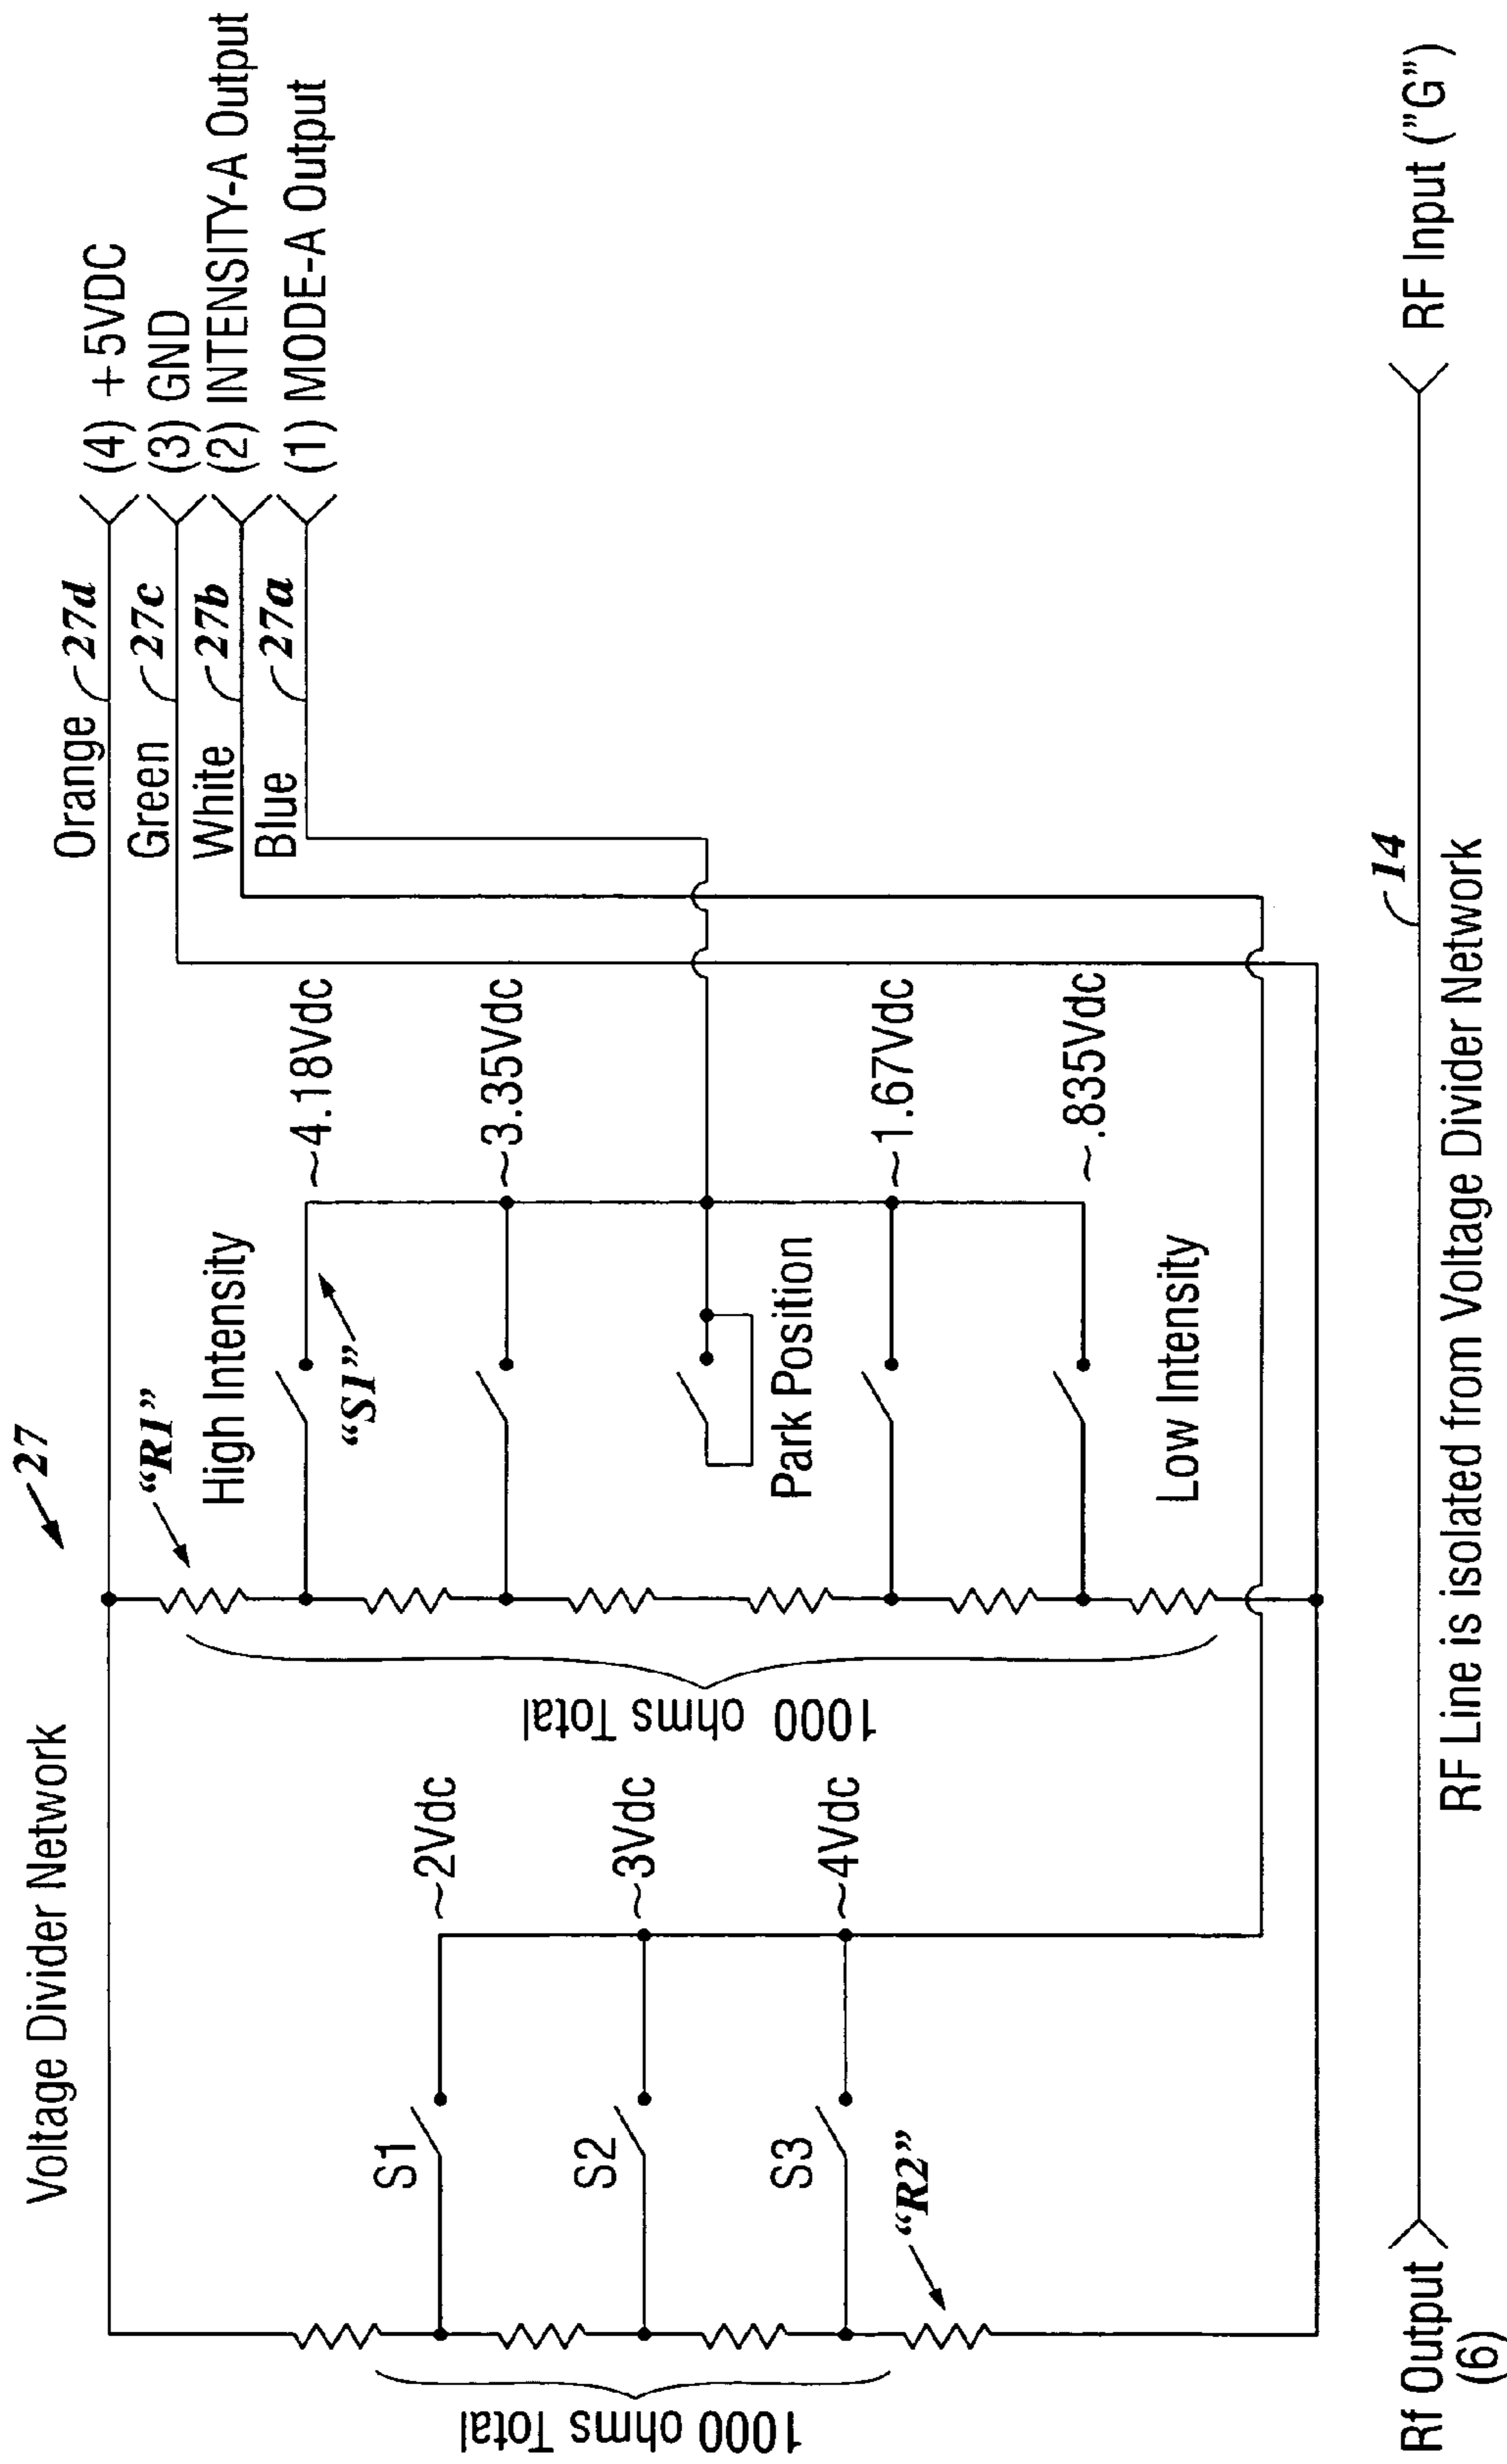 27
Voltage Divider Network
Orange 27d
(4) +5VDC
Green 27c
(3) GND
White 27b
(2) INTENSITY-A Output
Blue 27a
(1) MODE-A Output
“R1”
High Intensity
“S1”
~4.18Vdc
~3.35Vdc
Park Position
~1.67Vdc
~.835Vdc
Low Intensity
1000 ohms Total
S1
~2Vdc
S2
~3Vdc
S3
~4Vdc
“R2”
1000 ohms Total
Rf Output
(6)
14
RF Input ("G")
RF Line is isolated from Voltage Divider Network